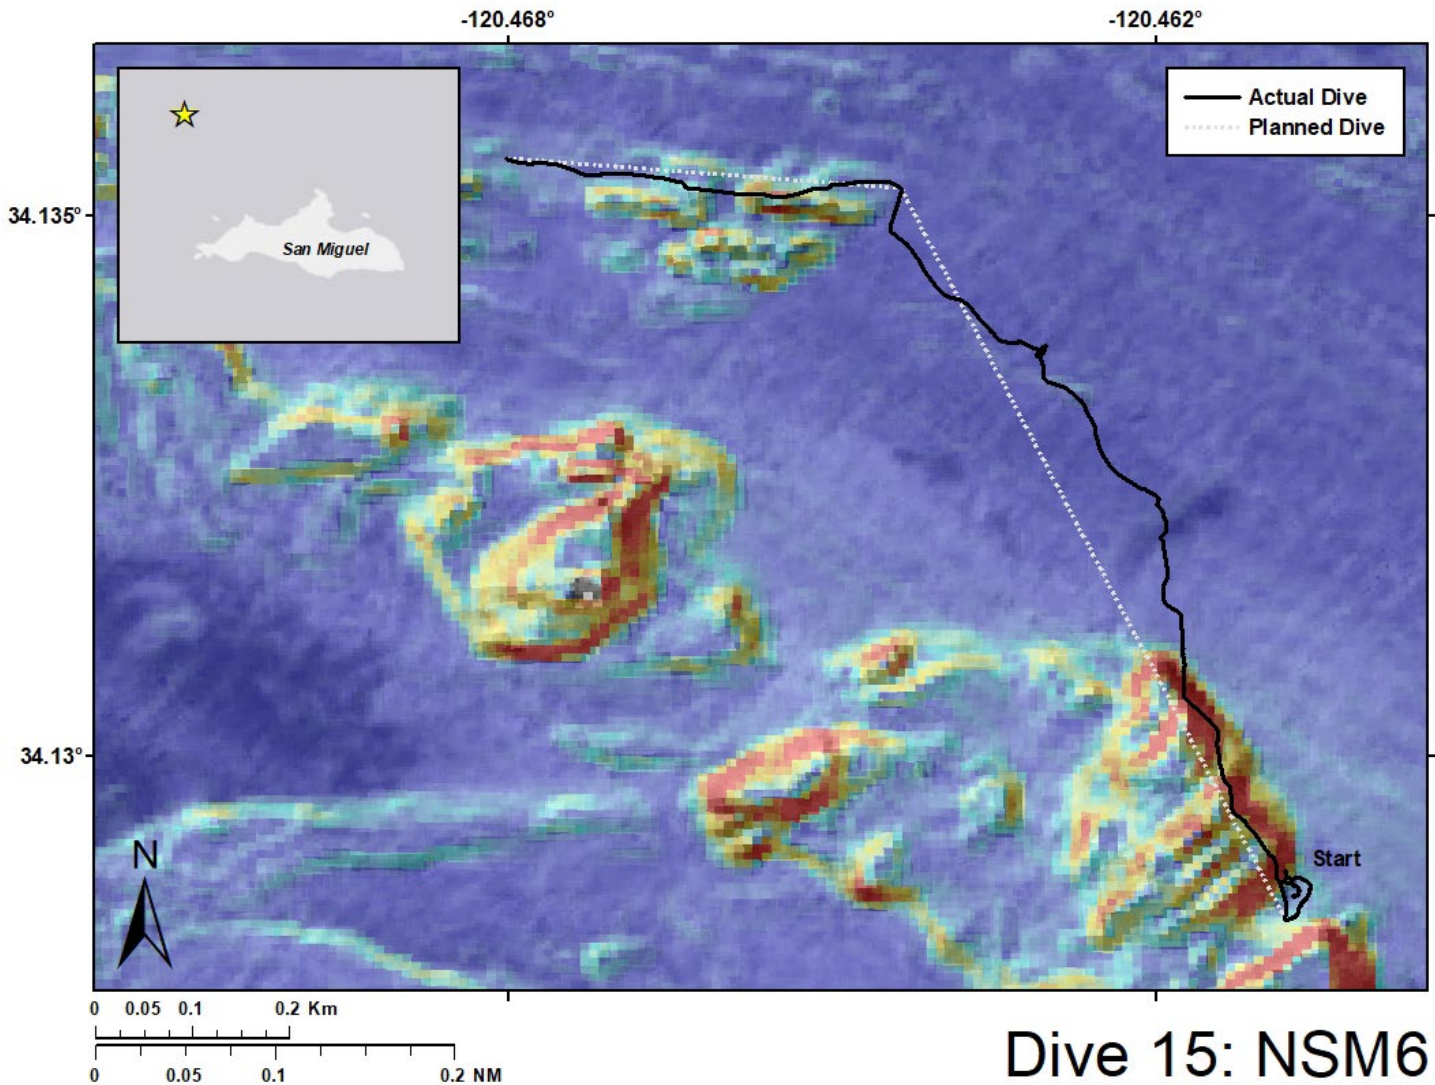 -120.468° -120.462°
Actual Dive
Planned Dive
34.135°
San Miguel
34.13°
Start
N
0 0.05 0.1 0.2 Km
0 0.05 0.1 0.2 NM
Dive 15: NSM6